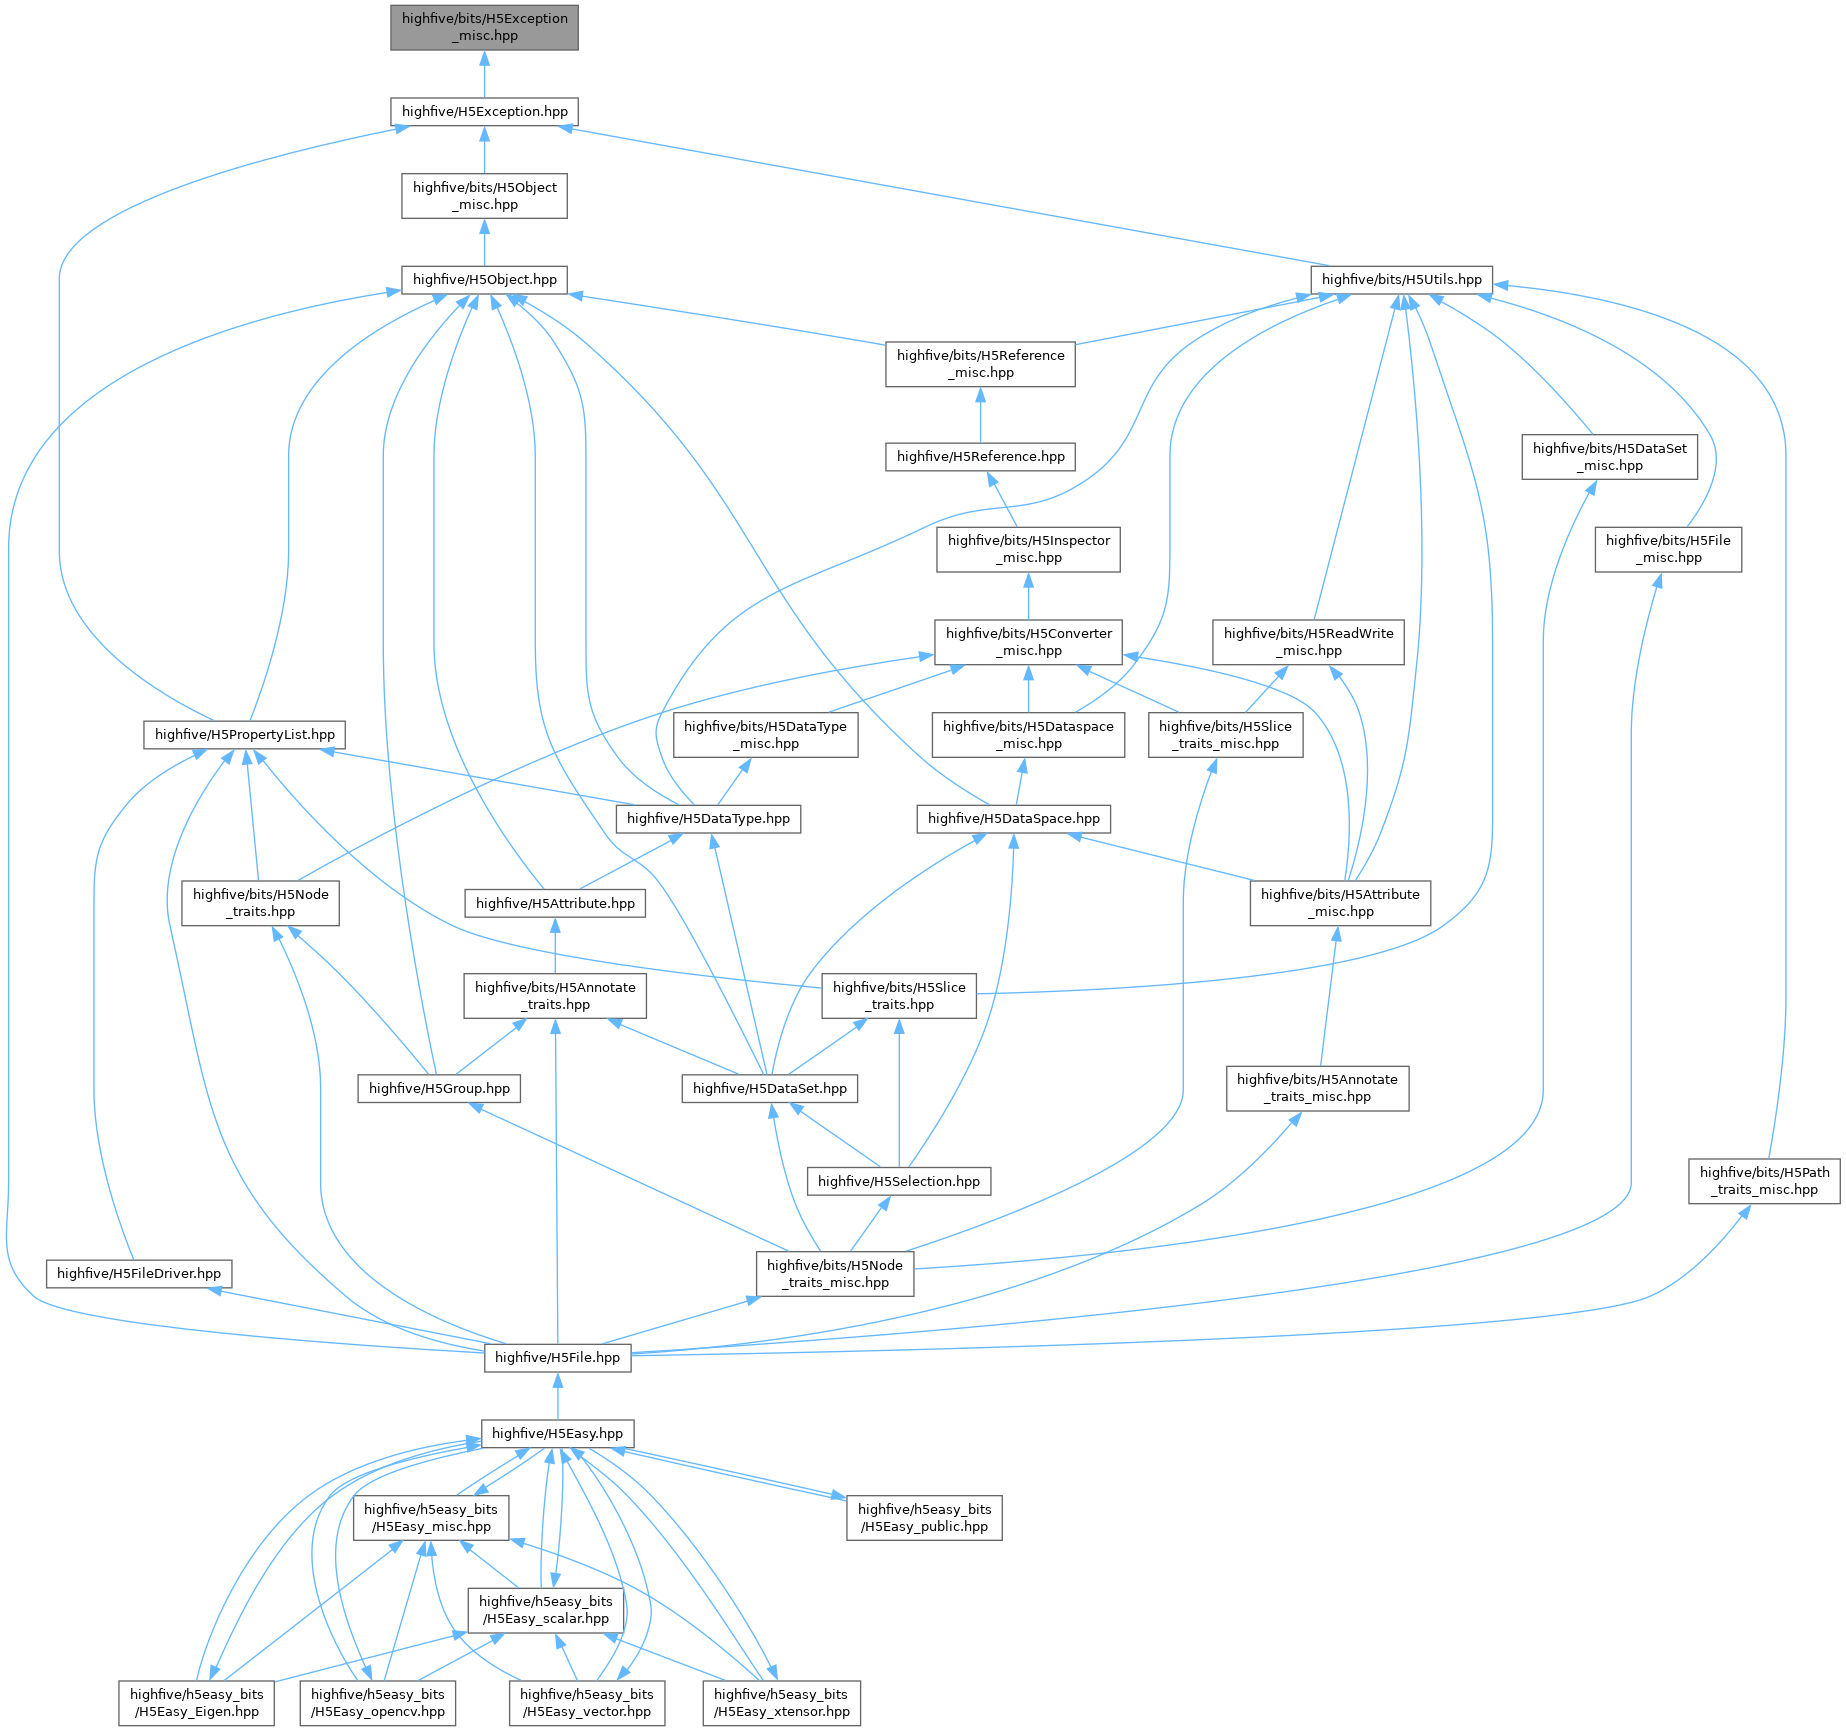 highfive/bits/H5Exception
_misc.hpp
highfive/H5Exception.hpp
highfive/bits/H5Object
_misc.hpp
highfive/H5Object.hpp
highfive/bits/H5Utils.hpp
highfive/bits/H5Reference
_misc.hpp
highfive/H5Reference.hpp
highfive/bits/H5DataSet
_misc.hpp
highfive/bits/H5Inspector
_misc.hpp
highfive/bits/H5File
_misc.hpp
highfive/bits/H5Converter
_misc.hpp
highfive/bits/H5ReadWrite
_misc.hpp
highfive/H5PropertyList.hpp
highfive/bits/H5DataType
_misc.hpp
highfive/bits/H5Dataspace
_misc.hpp
highfive/bits/H5Slice
_traits_misc.hpp
highfive/H5DataType.hpp
highfive/H5DataSpace.hpp
highfive/bits/H5Node
_traits.hpp
highfive/H5Attribute.hpp
highfive/bits/H5Attribute
_misc.hpp
highfive/bits/H5Annotate
_traits.hpp
highfive/bits/H5Slice
_traits.hpp
highfive/H5Group.hpp
highfive/H5DataSet.hpp
highfive/bits/H5Annotate
_traits_misc.hpp
highfive/H5Selection.hpp
highfive/bits/H5Path
_traits_misc.hpp
highfive/H5FileDriver.hpp
highfive/bits/H5Node
_traits_misc.hpp
highfive/H5File.hpp
highfive/H5Easy.hpp
highfive/h5easy_bits
/H5Easy_misc.hpp
highfive/h5easy_bits
/H5Easy_public.hpp
highfive/h5easy_bits
/H5Easy_scalar.hpp
highfive/h5easy_bits
/H5Easy_Eigen.hpp
highfive/h5easy_bits
/H5Easy_opencv.hpp
highfive/h5easy_bits
/H5Easy_vector.hpp
highfive/h5easy_bits
/H5Easy_xtensor.hpp